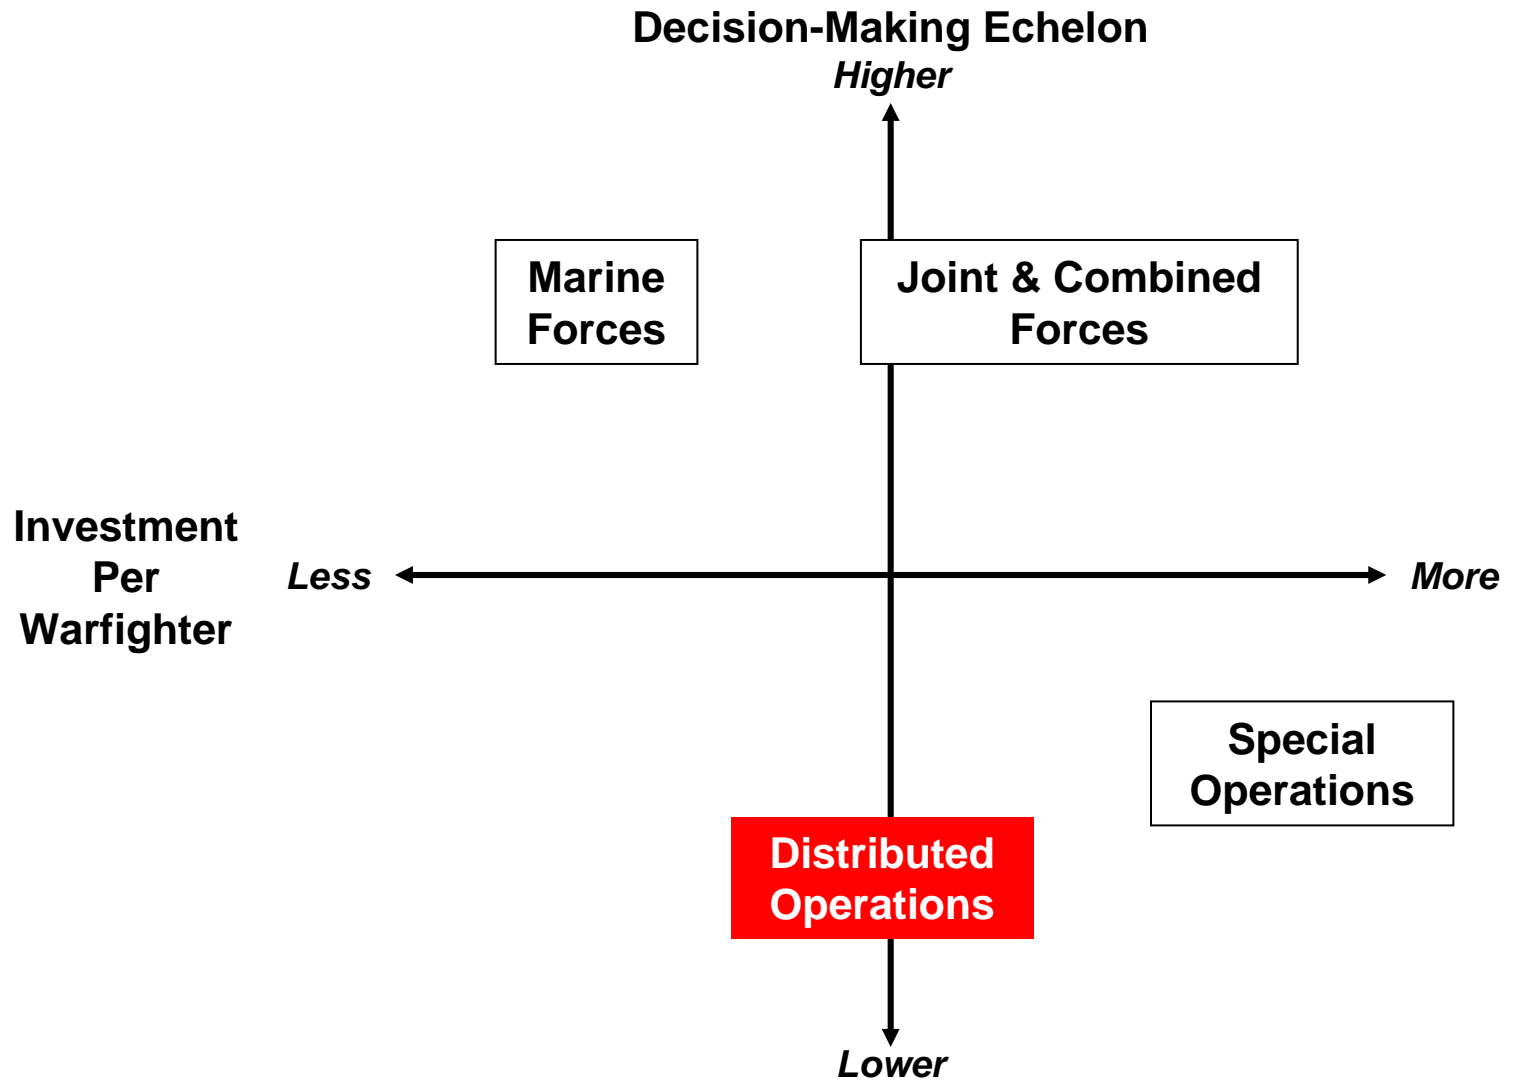 Decision-Making Echelon
Higher
Marine
Forces
Joint & Combined
Forces
Investment
Per
Warfighter
Less
More
Special
Operations
Distributed
Operations
Lower